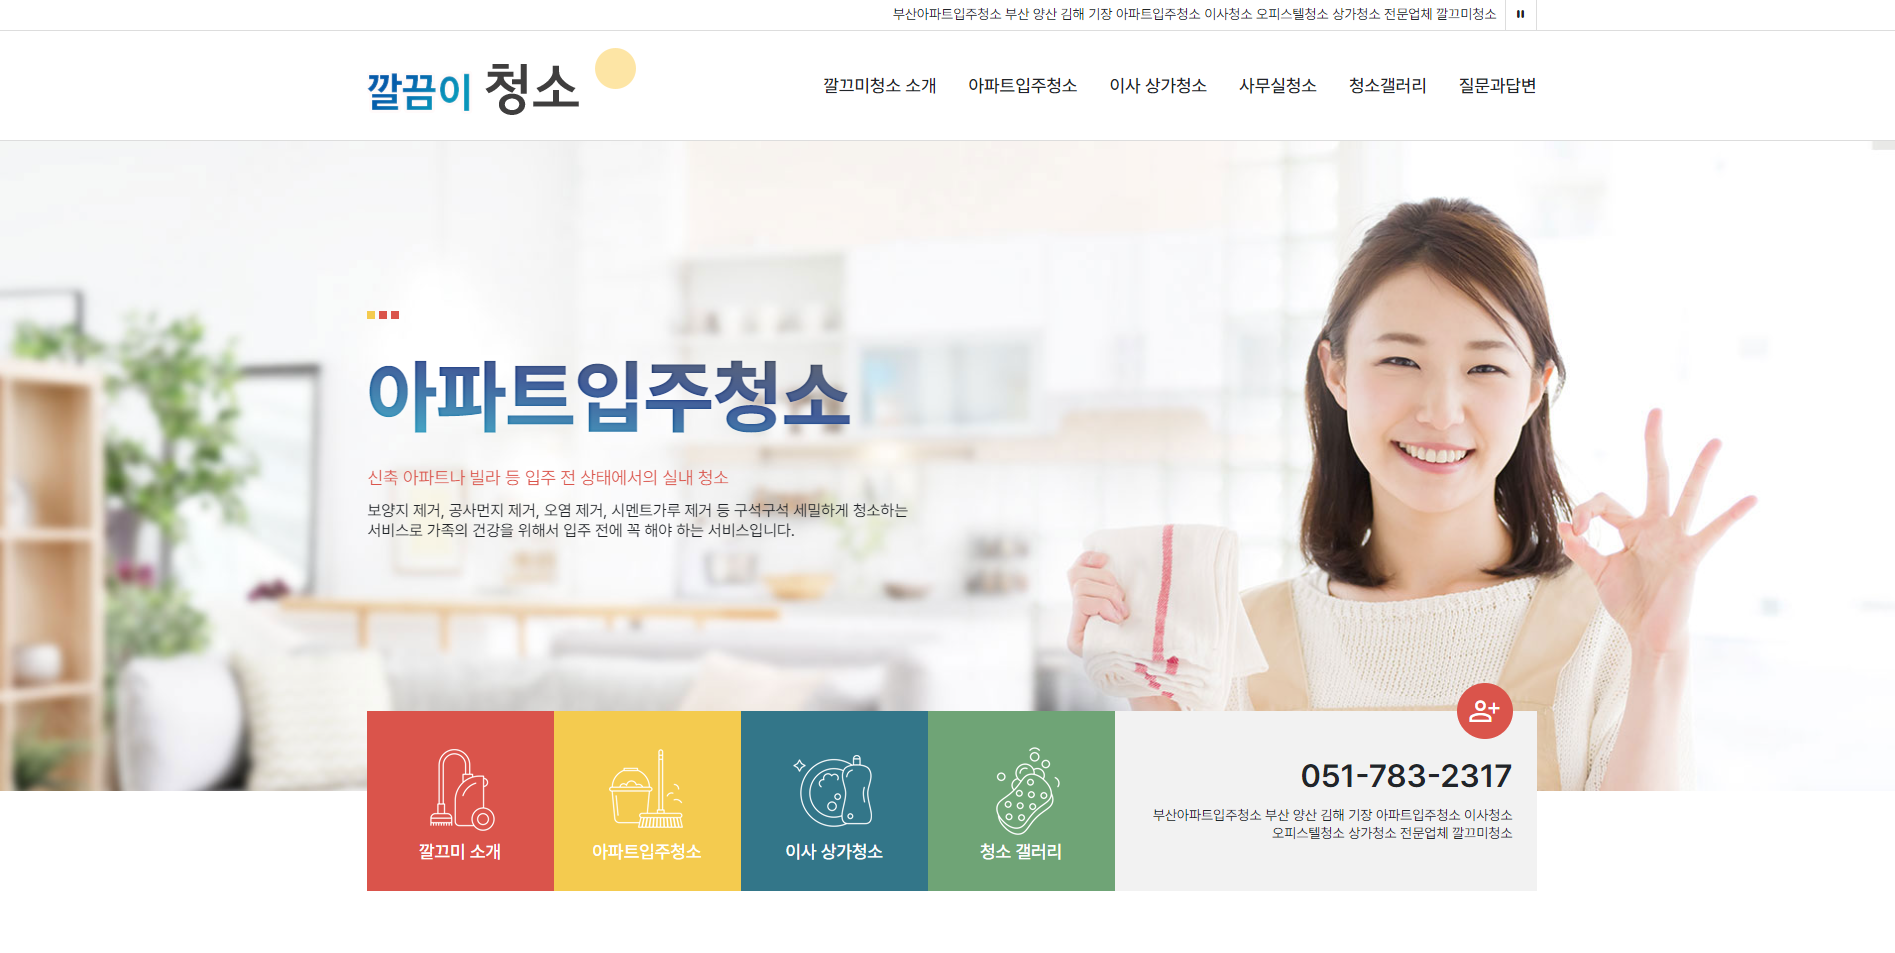 부산아파트입주청소 부산 양산 김해 기장 아파트입주청소 이사청소 오피스텔청소 상가청소 전문업체 깔끄미청소
깔끔이 청소
깔끄미청소 소개
아파트입주청소
이사 상가청소
사무실청소
청소갤러리
질문과답변
아파트입주청소
신축 아파트나 빌라 등 입주 전 상태에서의 실내 청소
보양지 제거, 공사먼지 제거, 오염 제거, 시멘트가루 제거 등 구석구석 세밀하게 청소하는
서비스로 가족의 건강을 위해서 입주 전에 꼭 해야 하는 서비스입니다.
깔끄미 소개
아파트입주청소
이사 상가청소
청소 갤러리
051-783-2317
부산아파트입주청소 부산 양산 김해 기장 아파트입주청소 이사청소
오피스텔청소 상가청소 전문업체 깔끄미청소